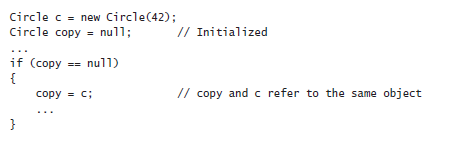 Circle c = new Circle(42);
Circle copy = null;      // Initialized
...
if (copy == null)
{
    copy = c;            // copy and c refer to the same object
    ...
}